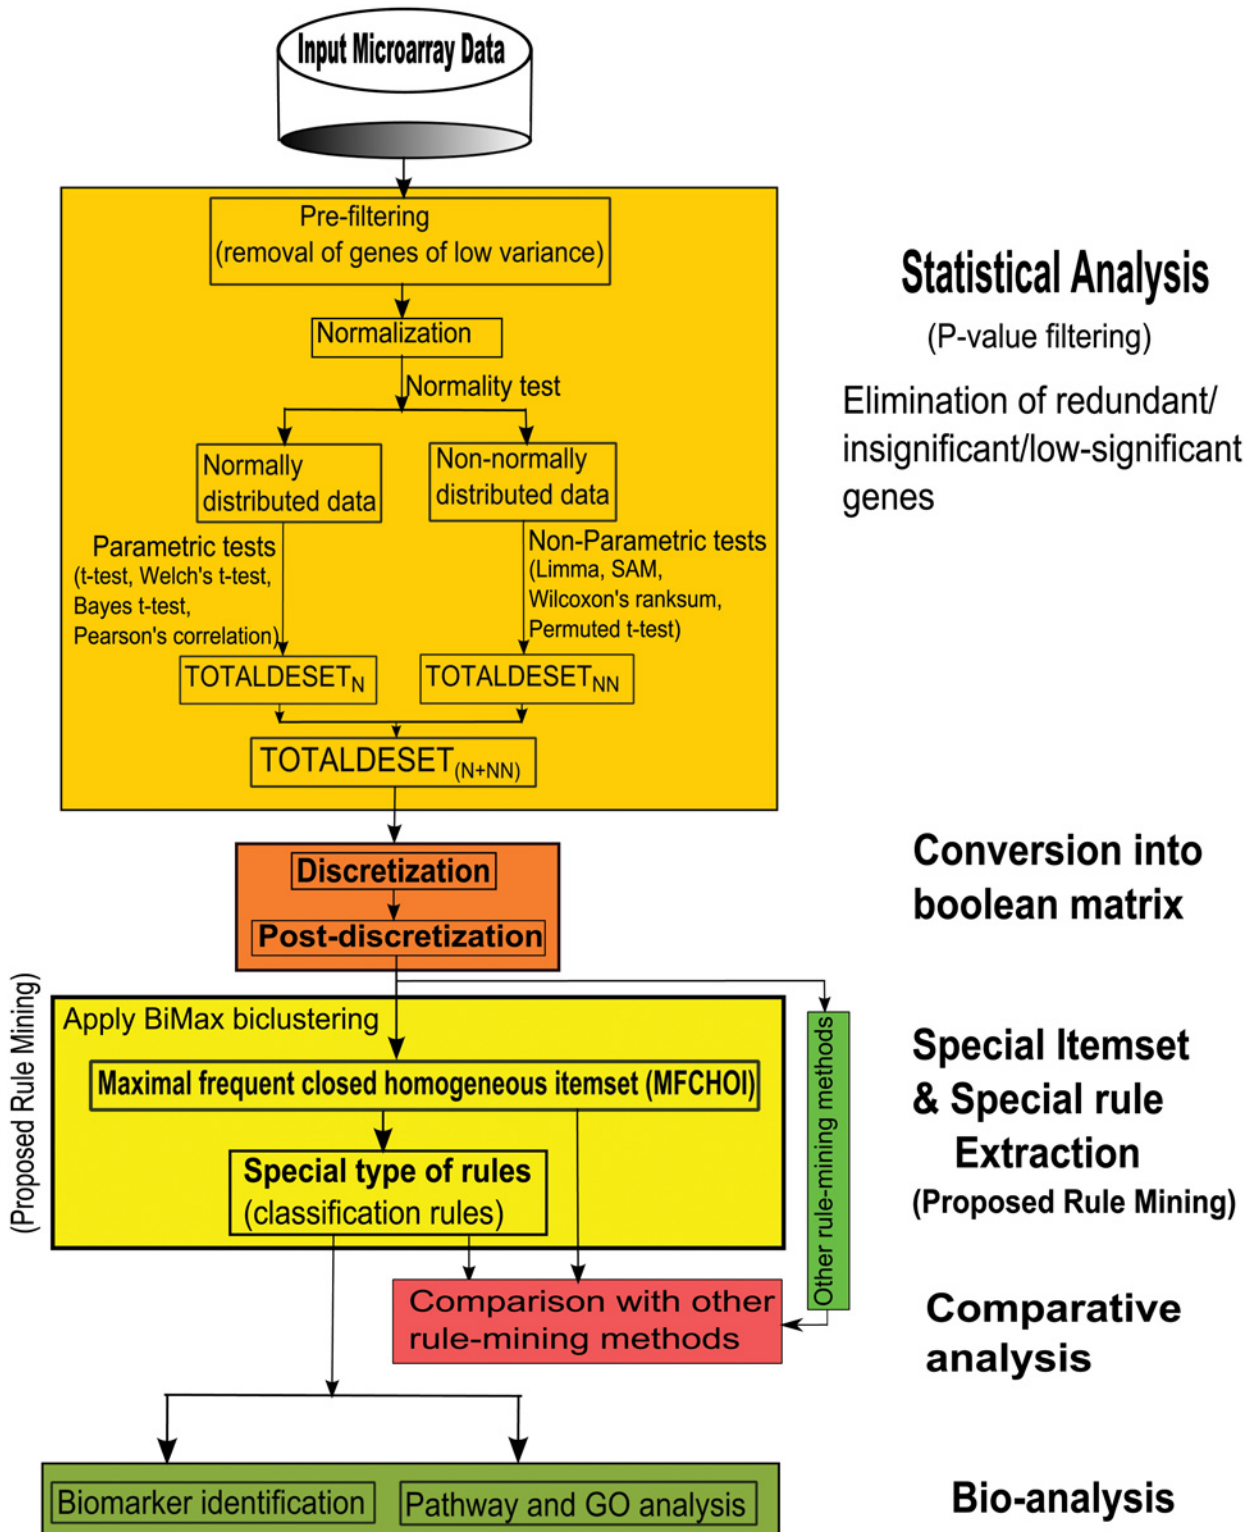 Input Microarray Data
Pre-filtering
(removal of genes of low variance)
Normalization
Normality test
Normally
distributed data
Non-normally
distributed data
Parametric tests
(t-test, Welch's t-test,
Bayes t-test,
Pearson's correlation)
Non-Parametric tests
(Limma, SAM,
Wilcoxon's ranksum,
Permuted t-test)
TOTALDESETN
TOTALDESETNN
TOTALDESET(N+NN)
Statistical Analysis
(P-value filtering)
Elimination of redundant/
insignificant/low-significant
genes
Discretization
Post-discretization
Conversion into
boolean matrix
(Proposed Rule Mining)
Apply BiMax biclustering
Maximal frequent closed homogeneous itemset (MFCHOI)
Special type of rules
(classification rules)
Other rule-mining methods
Special Itemset
& Special rule
Extraction
(Proposed Rule Mining)
Comparison with other
rule-mining methods
Comparative
analysis
Biomarker identification
Pathway and GO analysis
Bio-analysis